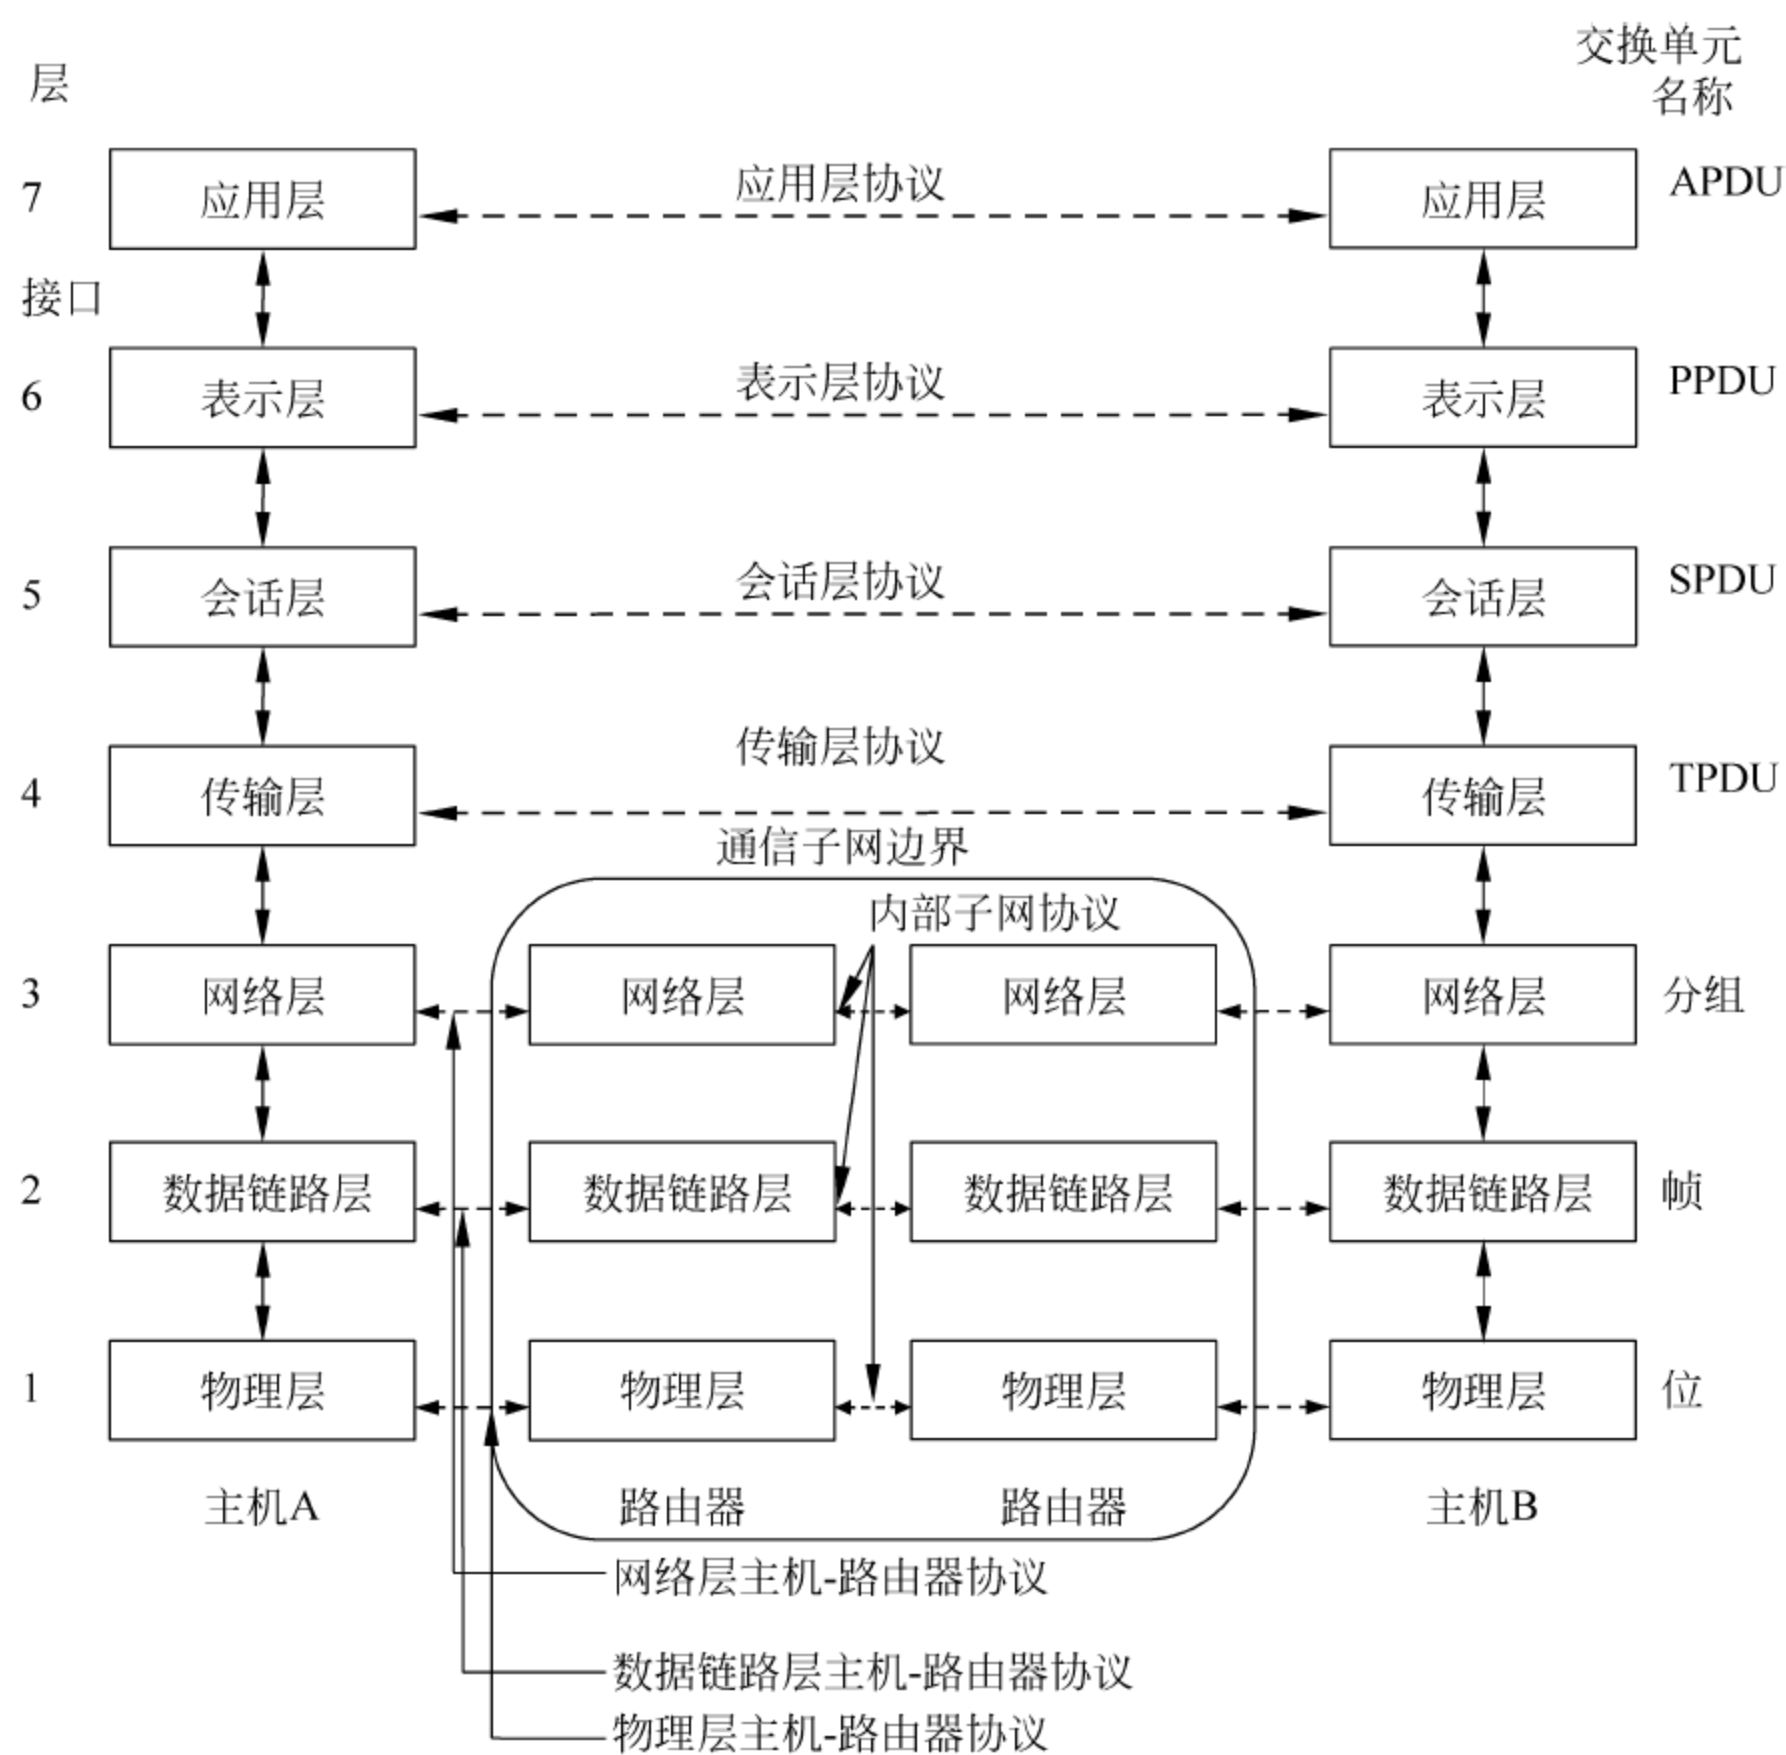 交换单元
名称
层
7
应用层
应用层协议
应用层
APDU
接口
6
表示层
表示层协议
表示层
PPDU
5
会话层
会话层协议
会话层
SPDU
4
传输层
传输层协议
传输层
TPDU
通信子网边界
内部子网协议
3
网络层
网络层
网络层
网络层
分组
2
数据链路层
数据链路层
数据链路层
数据链路层
帧
1
物理层
物理层
物理层
物理层
位
主机A
路由器
路由器
主机B
网络层主机-路由器协议
数据链路层主机-路由器协议
物理层主机-路由器协议